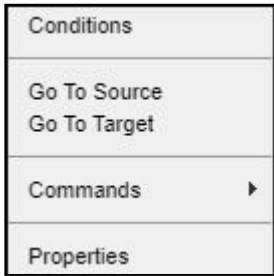 Conditions
Go To Source
Go To Target
Commands
Properties